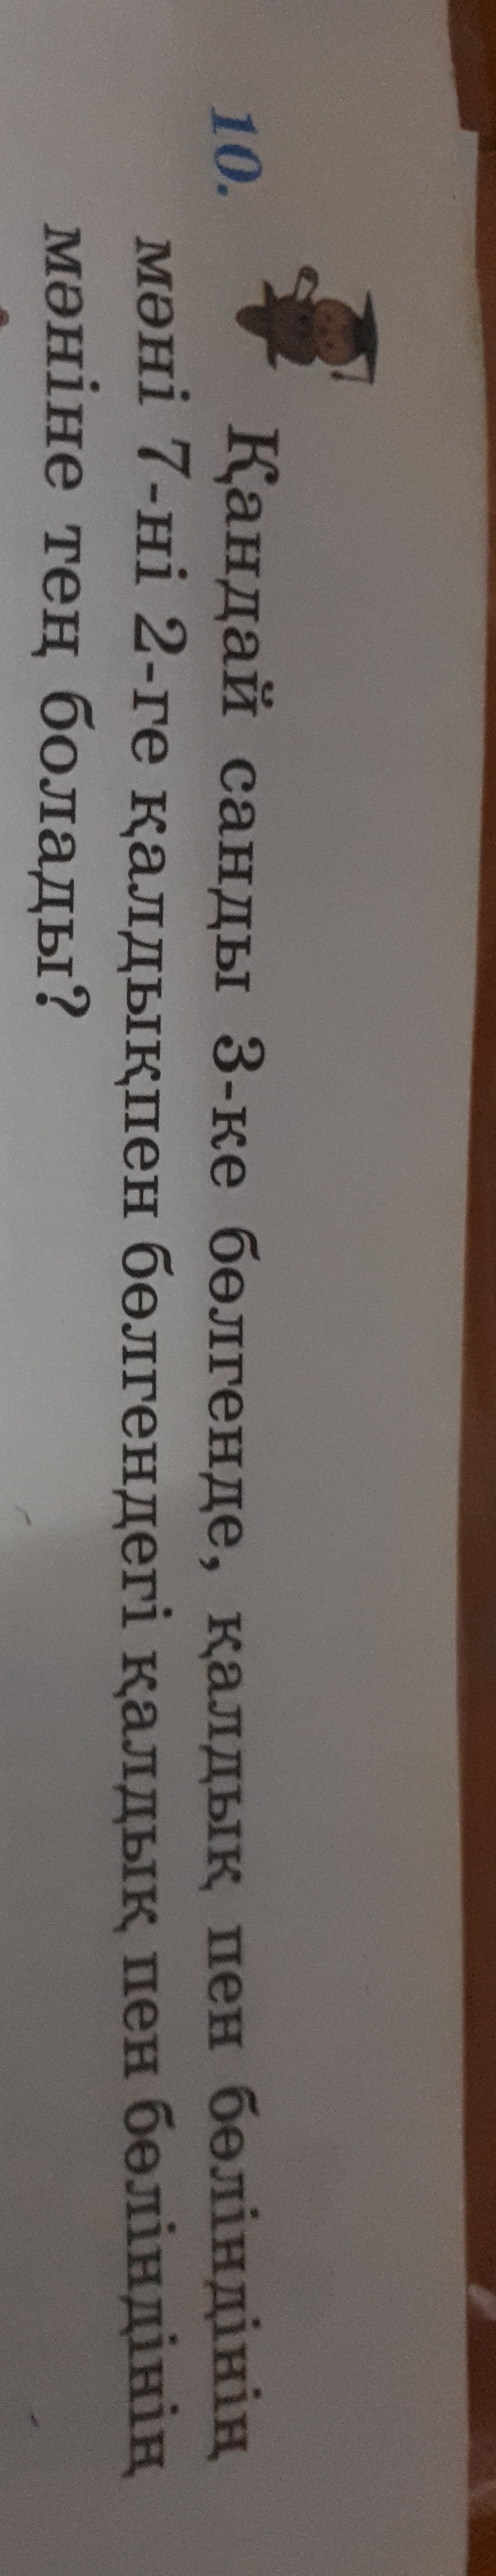 10. Қандай санды 3-ке бөлгенде, қалдық пен бөліндінің
мәні 7-ні 2-ге қалдықпен бөлгендегі қалдық пен бөліндінің
мәніне тең болады?